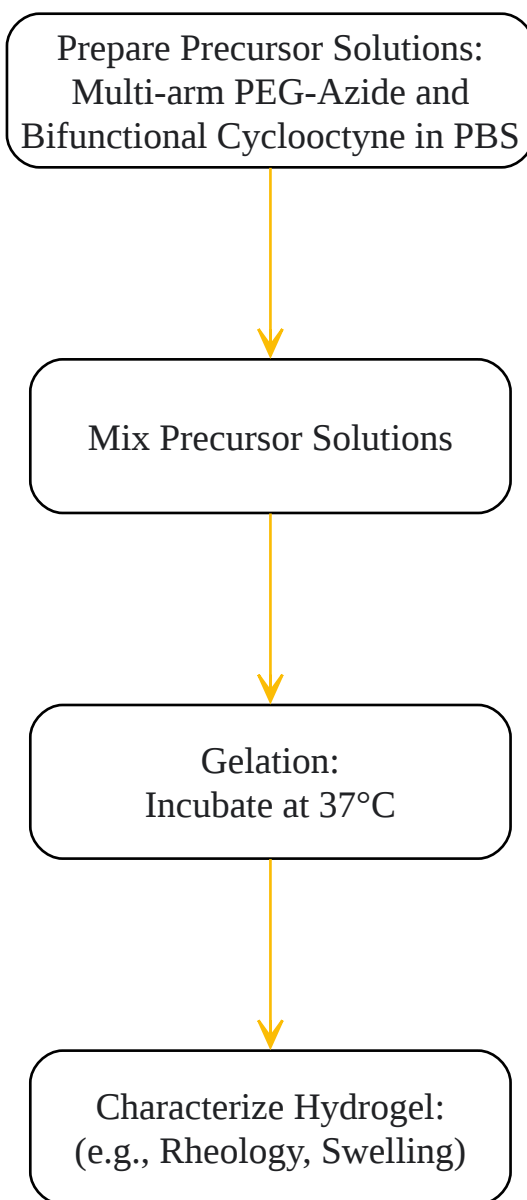 Prepare Precursor Solutions:
Multi-arm PEG-Azide and
Bifunctional Cyclooctyne in PBS
Mix Precursor Solutions
Gelation:
Incubate at 37°C
Characterize Hydrogel:
(e.g., Rheology, Swelling)